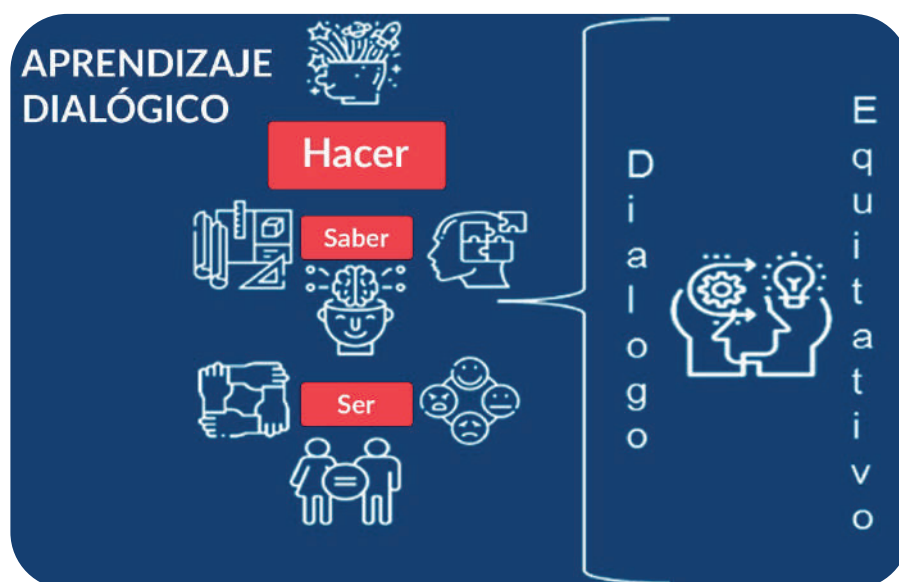 APRENDIZAJE
DIALÓGICO
Hacer
Saber
Ser
Dialogo
Equitativo